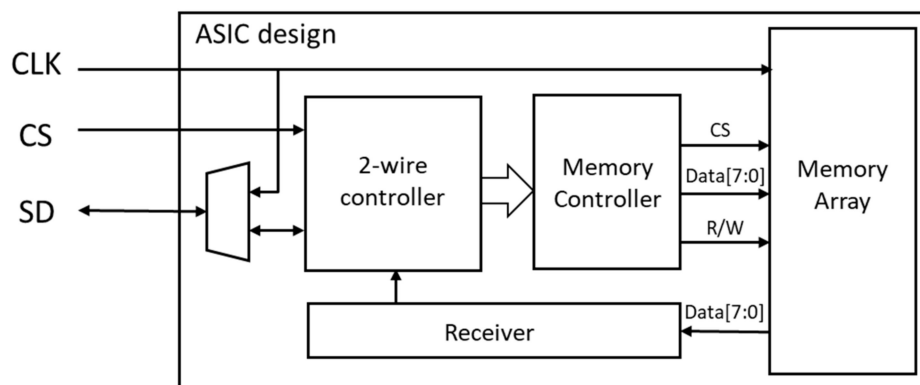 ASIC design
CLK
CS
SD
2-wire
controller
Memory
Controller
CS
Data[7:0]
R/W
Memory
Array
Receiver
Data[7:0]